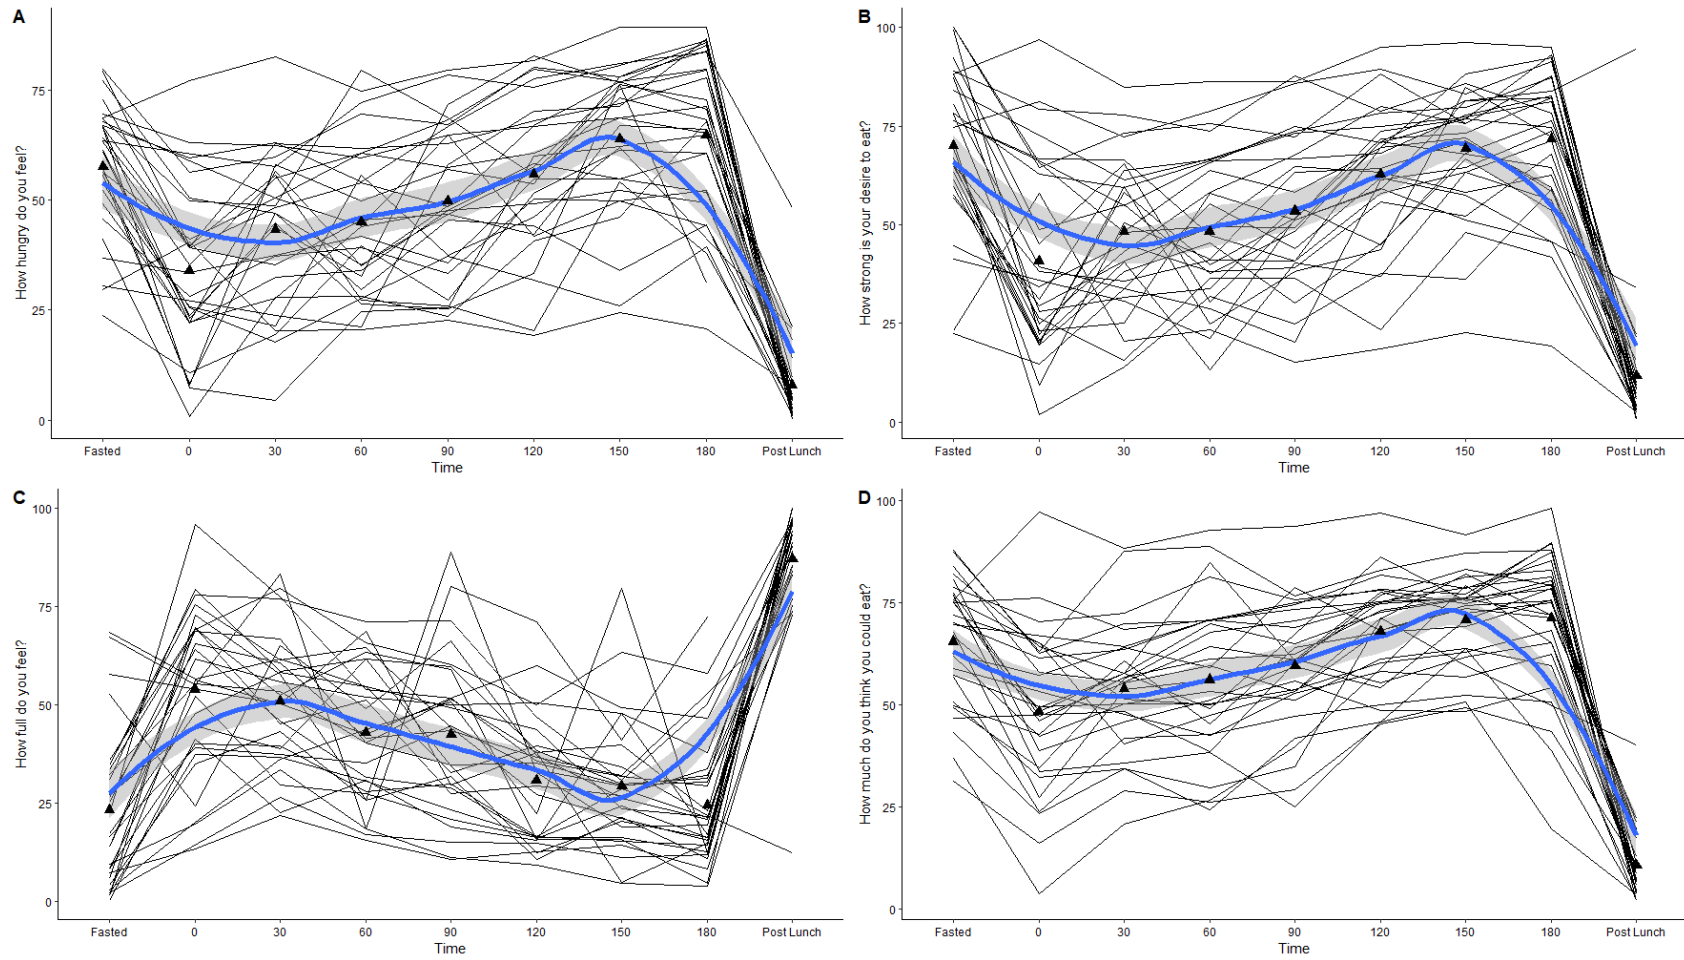 A
How hungry do you feel?
75
50
25
0
Fasted 0 30 60 90 120 150 180 Post Lunch
Time
B
How strong is your desire to eat?
100
75
50
25
0
Fasted 0 30 60 90 120 150 180 Post Lunch
Time
C
How full do you feel?
100
75
50
25
0
Fasted 0 30 60 90 120 150 180 Post Lunch
Time
D
How much do you think you could eat?
100
75
50
25
0
Fasted 0 30 60 90 120 150 180 Post Lunch
Time